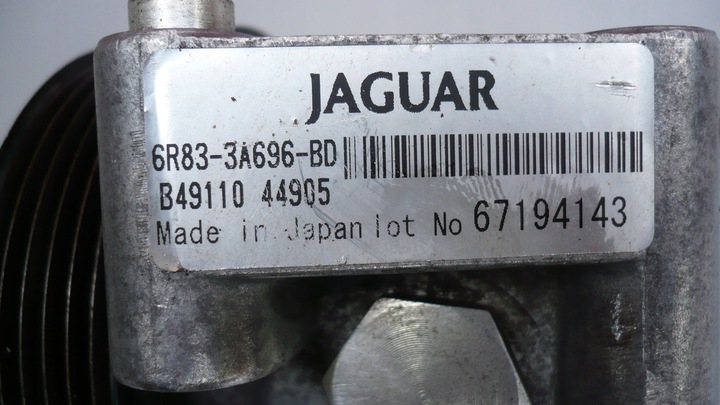 JAGUAR
6R83-3A696-BD
B49110 44905
Made in Japan lot No 67194143